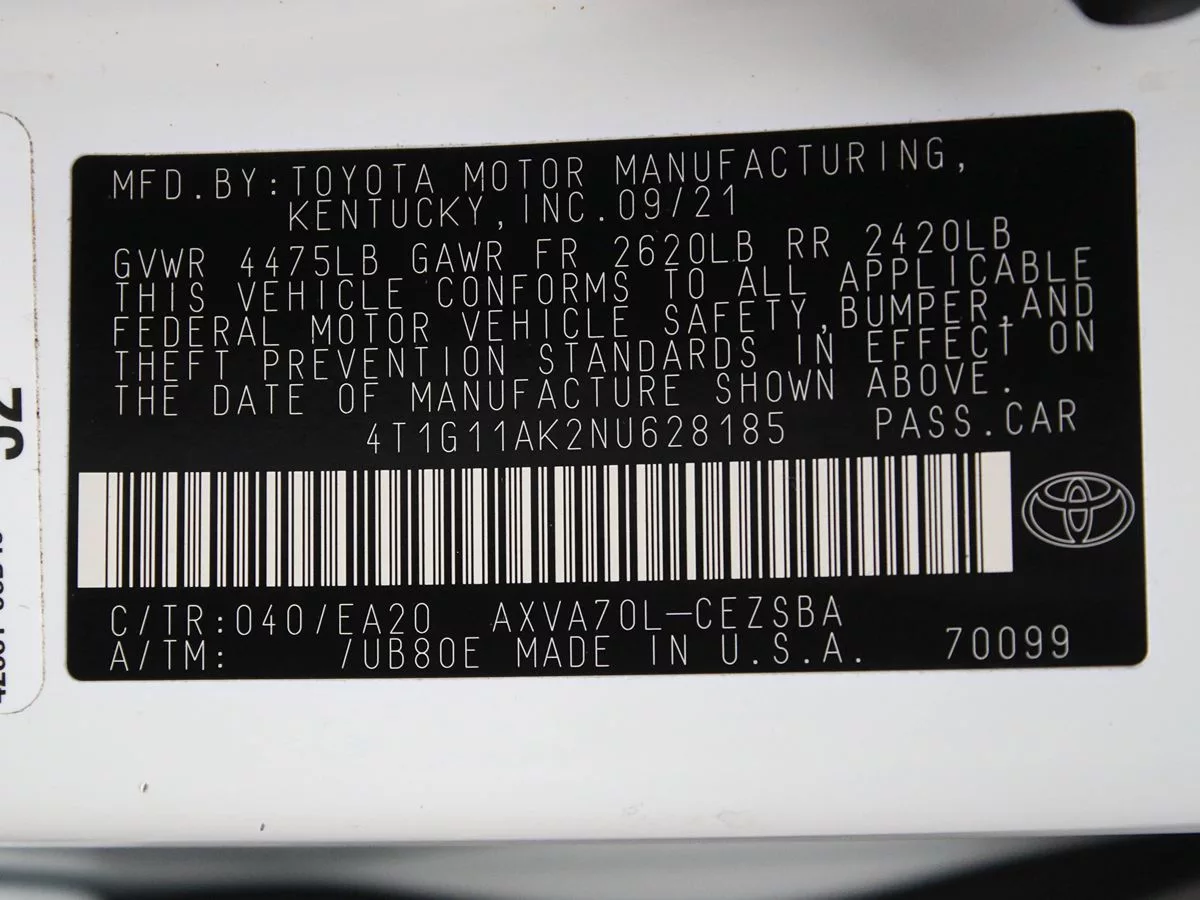 MFD.BY:TOYOTA MOTOR MANUFACTURING,
KENTUCKY,INC.09/21
GVWR 4475LB GAWR FR 2620LB RR 2420LB
THIS VEHICLE CONFORMS TO ALL APPLICABLE
FEDERAL MOTOR VEHICLE SAFETY,BUMPER,AND
THEFT PREVENTION STANDARDS IN EFFECT ON
THE DATE OF MANUFACTURE SHOWN ABOVE.
4T1G11AK2NU628185 PASS.CAR
C/TR:040/EA20 AXVA70L-CEZSBA
A/TM: /UB80E MADE IN U.S.A. 70099